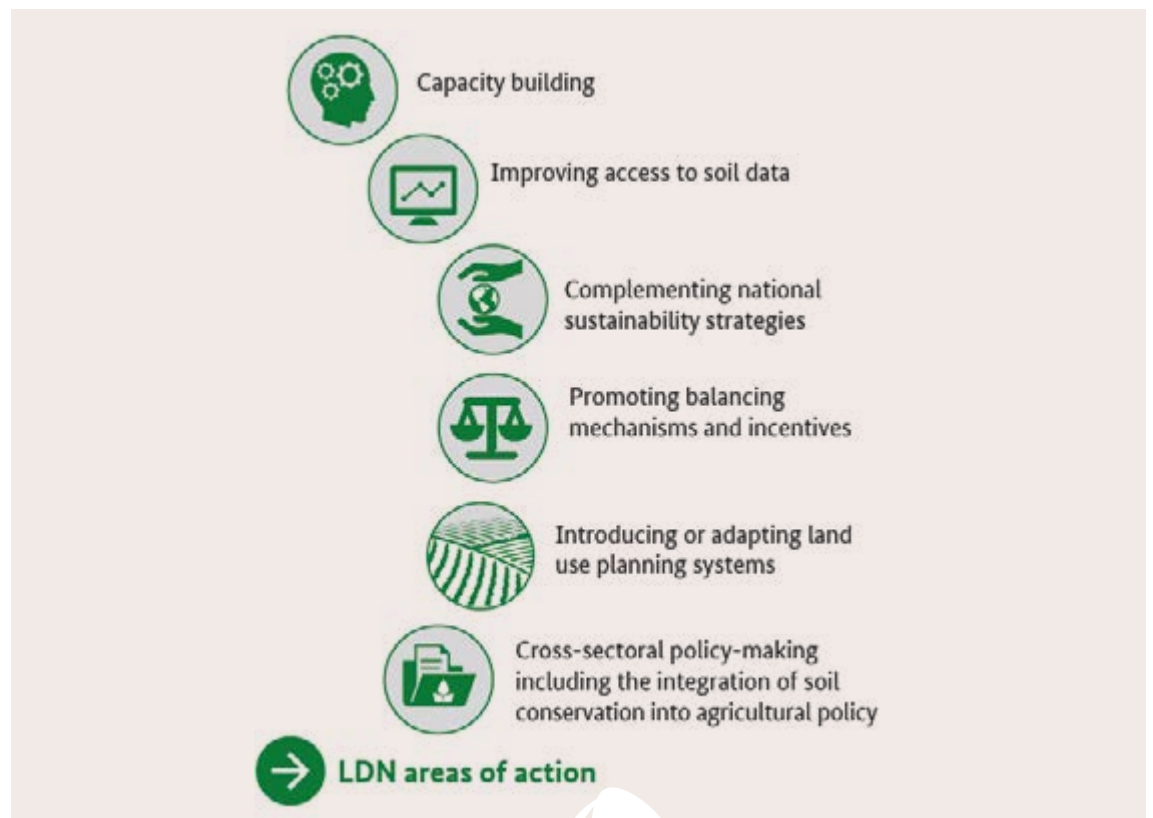 Capacity building
Improving access to soil data
Complementing national
sustainability strategies
Promoting balancing
mechanisms and incentives
Introducing or adapting land
use planning systems
Cross-sectoral policy-making
including the integration of soil
conservation into agricultural policy
LDN areas of action